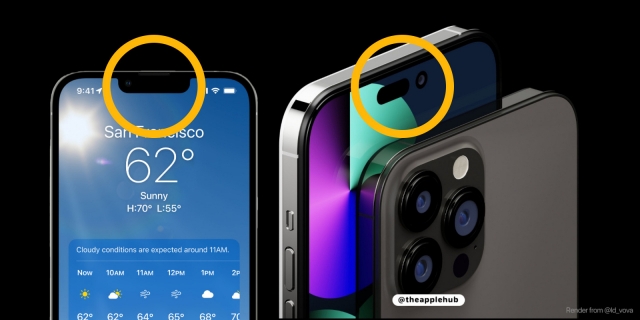 9:41
San Francisco
62°
Sunny
H:70° L:55°
Cloudy conditions are expected around 11AM.
Now 10AM 11AM 12PM 1PM 2P
62° 62° 64° 65° 68° 70
@theapplehub
Render from @ld_vova